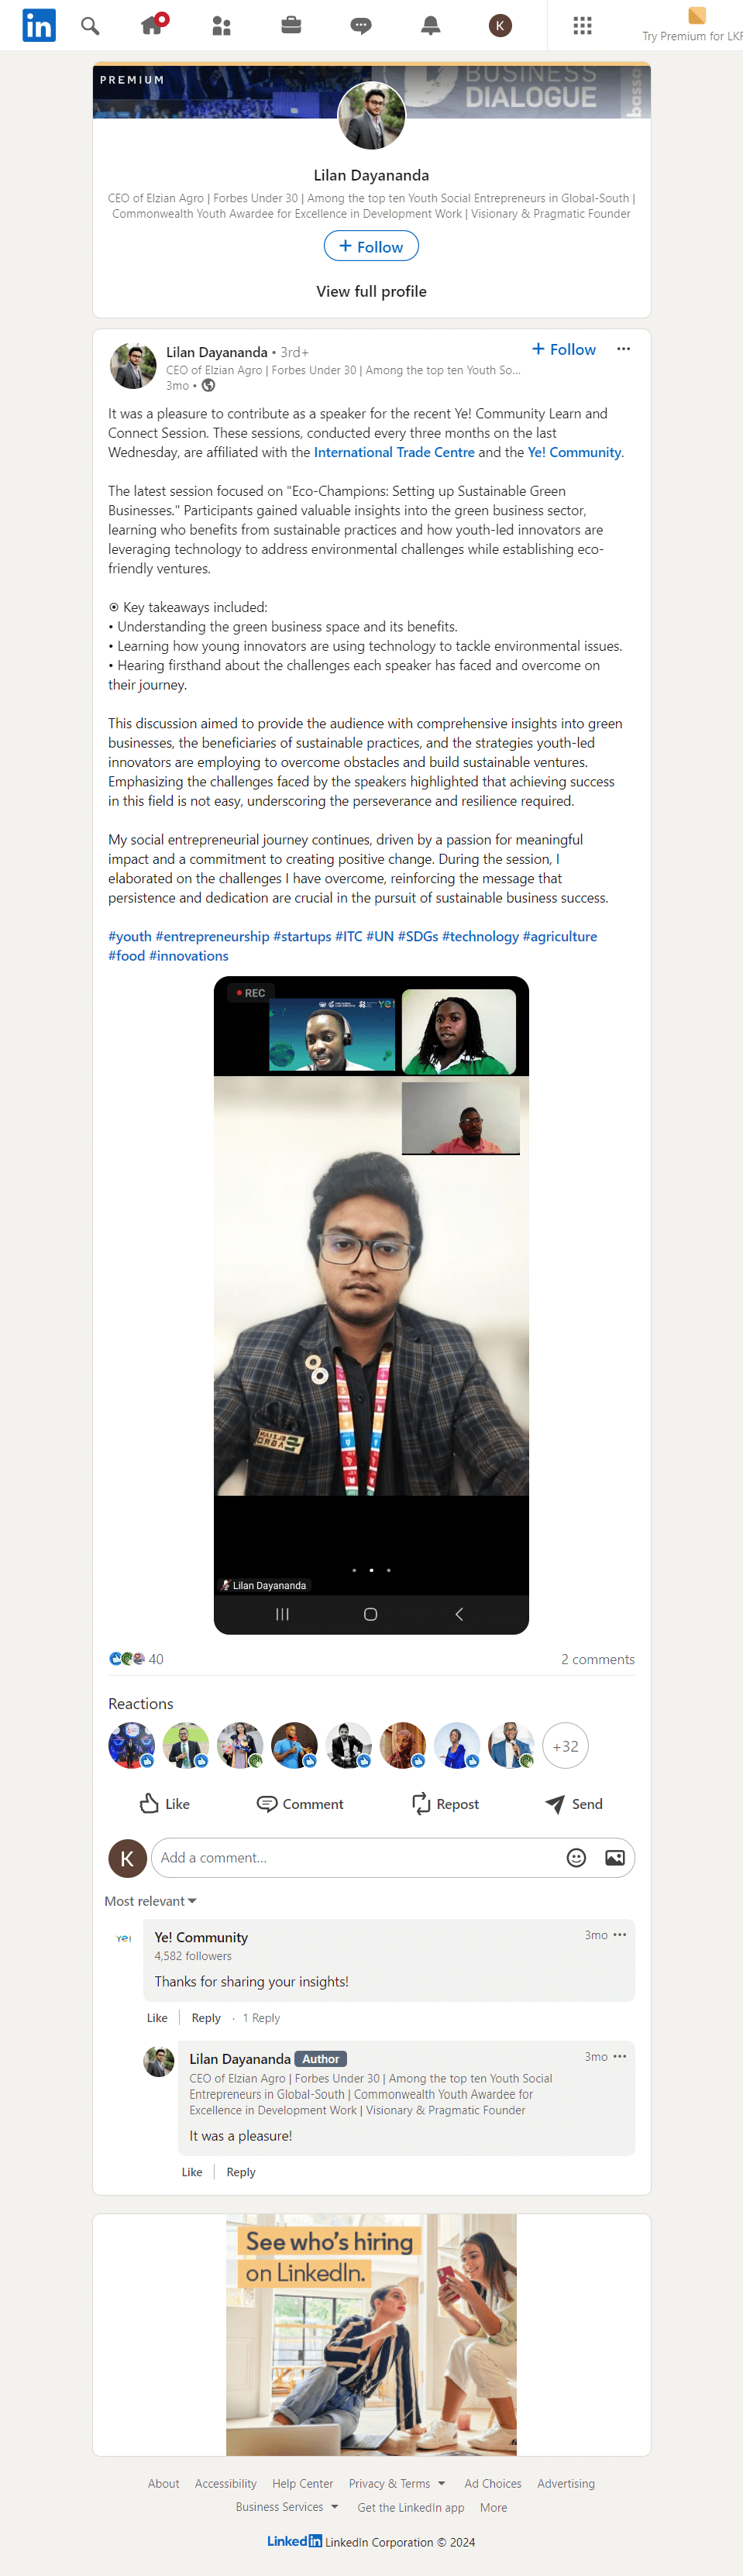 in
K
Try Premium for LKR
PREMIUM
BUSINESS
DIALOGUE
Lilan Dayananda
CEO of Elzian Agro | Forbes Under 30 | Among the top ten Youth Social Entrepreneurs in Global-South |
Commonwealth Youth Awardee for Excellence in Development Work | Visionary & Pragmatic Founder
+ Follow
View full profile
Lilan Dayananda • 3rd+
+ Follow
CEO of Elzian Agro | Forbes Under 30 | Among the top ten Youth So...
3mo •
It was a pleasure to contribute as a speaker for the recent Ye! Community Learn and
Connect Session. These sessions, conducted every three months on the last
Wednesday, are affiliated with the International Trade Centre and the Ye! Community.
The latest session focused on "Eco-Champions: Setting up Sustainable Green
Businesses." Participants gained valuable insights into the green business sector,
learning who benefits from sustainable practices and how youth-led innovators are
leveraging technology to address environmental challenges while establishing eco-
friendly ventures.
⦿ Key takeaways included:
• Understanding the green business space and its benefits.
• Learning how young innovators are using technology to tackle environmental issues.
• Hearing firsthand about the challenges each speaker has faced and overcome on
their journey.
This discussion aimed to provide the audience with comprehensive insights into green
businesses, the beneficiaries of sustainable practices, and the strategies youth-led
innovators are employing to overcome obstacles and build sustainable ventures.
Emphasizing the challenges faced by the speakers highlighted that achieving success
in this field is not easy, underscoring the perseverance and resilience required.
My social entrepreneurial journey continues, driven by a passion for meaningful
impact and a commitment to creating positive change. During the session, I
elaborated on the challenges I have overcome, reinforcing the message that
persistence and dedication are crucial in the pursuit of sustainable business success.
#youth #entrepreneurship #startups #ITC #UN #SDGs #technology #agriculture
#food #innovations
REC
Lilan Dayananda
40
2 comments
Reactions
+32
Like
Comment
Repost
Send
K
Add a comment...
Most relevant
ye!
Ye! Community
3mo
4,582 followers
Thanks for sharing your insights!
Like
Reply
· 1 Reply
Lilan Dayananda Author
3mo
CEO of Elzian Agro | Forbes Under 30 | Among the top ten Youth Social
Entrepreneurs in Global-South | Commonwealth Youth Awardee for
Excellence in Development Work | Visionary & Pragmatic Founder
It was a pleasure!
Like
Reply
See who's hiring
on LinkedIn.
About
Accessibility
Help Center
Privacy & Terms
Ad Choices
Advertising
Business Services
Get the LinkedIn app
More
LinkedIn LinkedIn Corporation © 2024